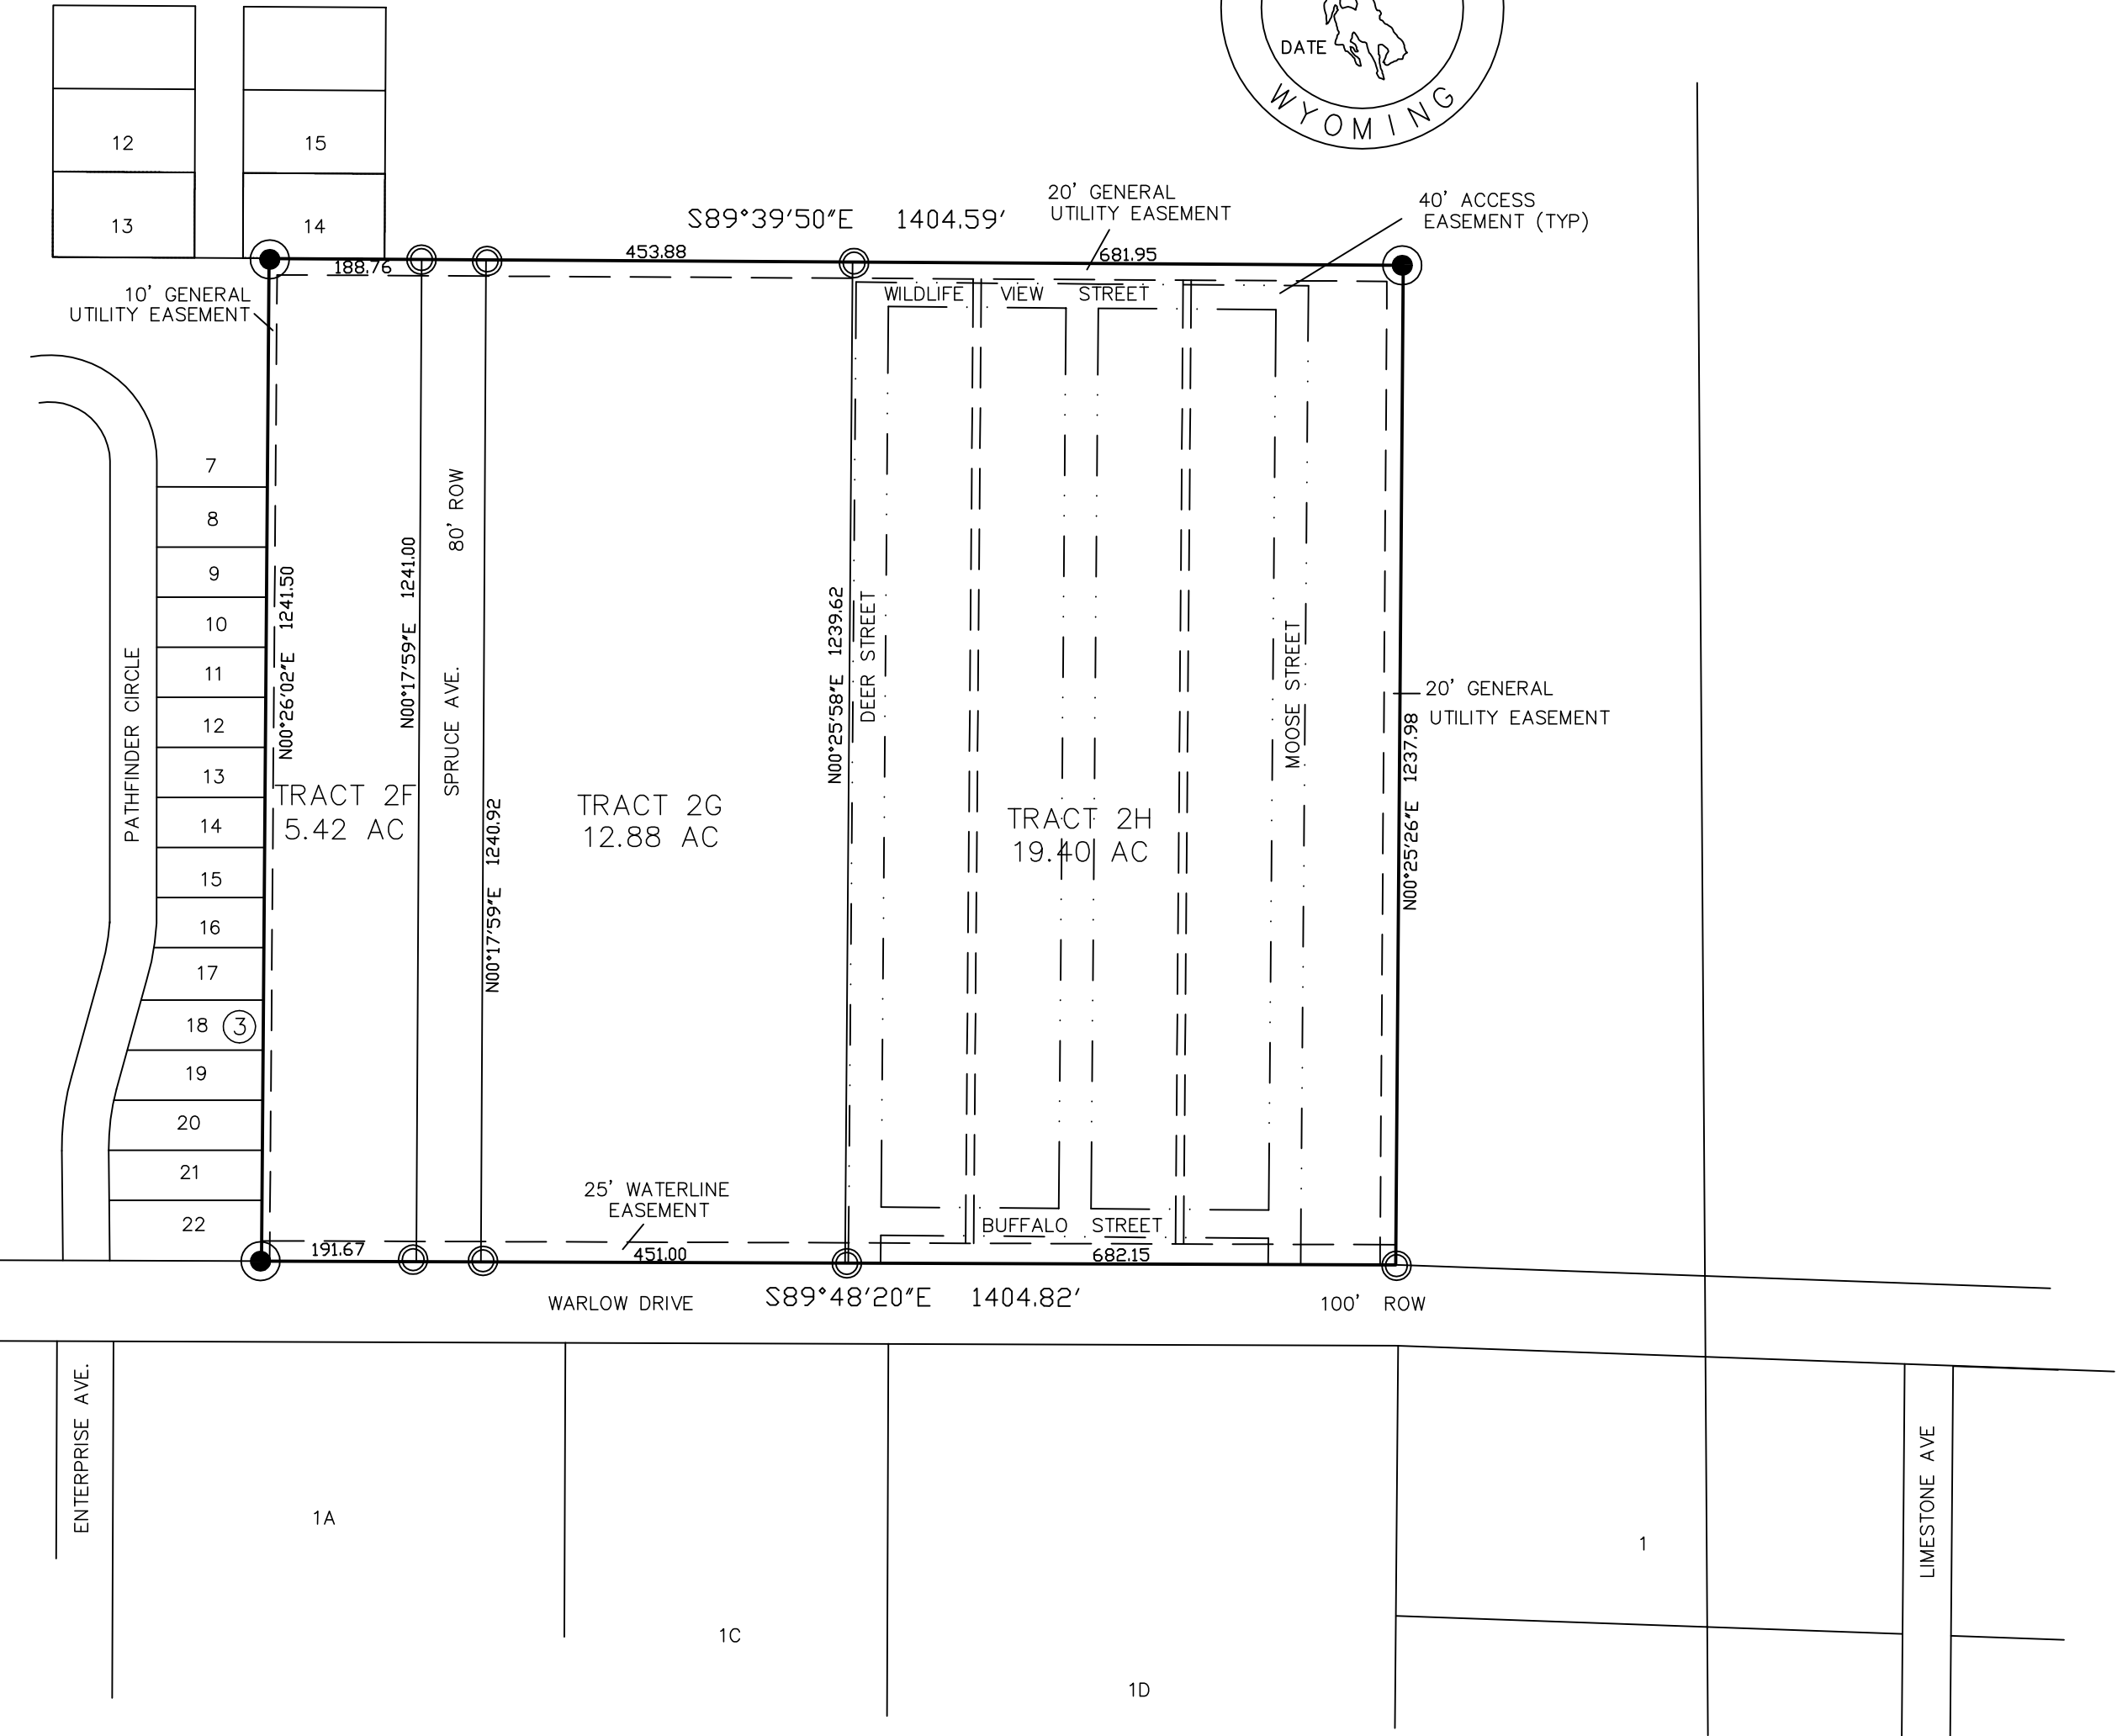 DATE
WYOMING
12
15
13
14
S89°39'50"E 1404.59'
20' GENERAL
UTILITY EASEMENT
40' ACCESS
EASEMENT (TYP)
188.76
453.88
681.95
10' GENERAL
UTILITY EASEMENT
WILDLIFE VIEW STREET
7
8
9
10
11
12
13
14
15
16
17
18
3
19
20
21
22
PATHFINDER CIRCLE
N00°26'02"E 1241.50
N00°17'59"E 1241.00
SPRUCE AVE. 80' ROW
N00°17'59"E 1240.92
N00°25'58"E 1239.62
DEER STREET
MOOSE STREET
20' GENERAL
UTILITY EASEMENT
N00°25'26"E 1237.98
TRACT 2F
5.42 AC
TRACT 2G
12.88 AC
TRACT 2H
19.40 AC
25' WATERLINE
EASEMENT
BUFFALO STREET
191.67
451.00
682.15
WARLOW DRIVE
S89°48'20"E 1404.82'
100' ROW
ENTERPRISE AVE.
LIMESTONE AVE
1A
1C
1D
1